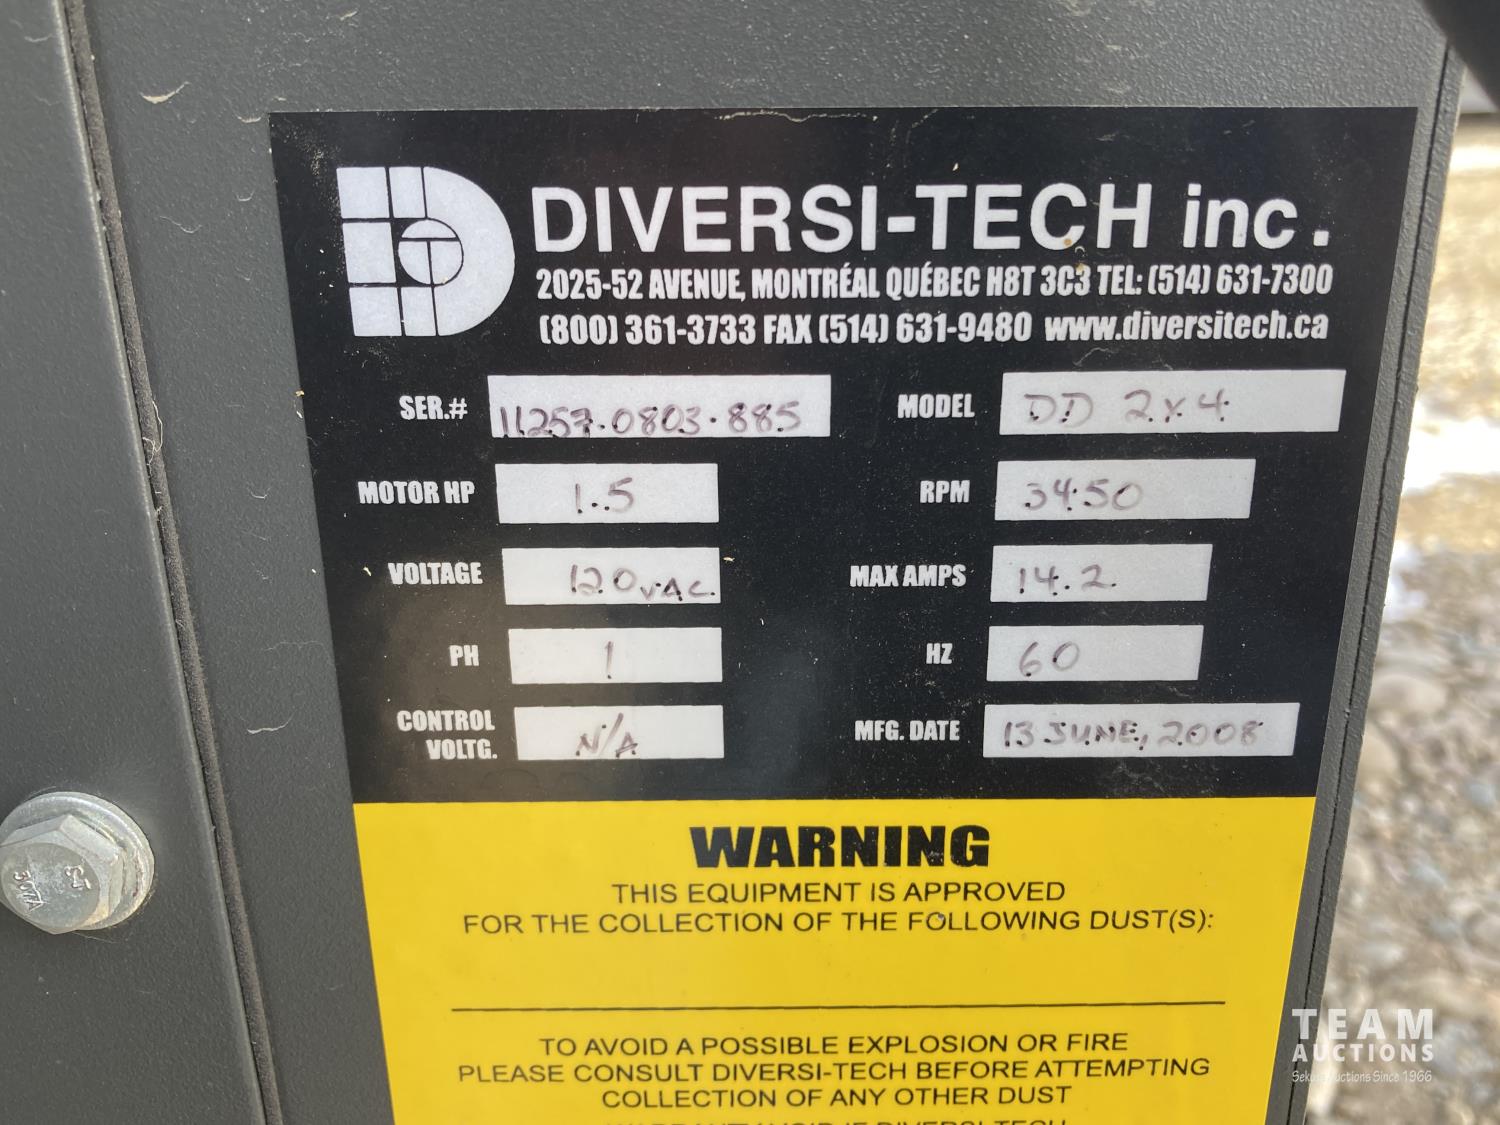 DIVERSI-TECH inc.
2025-52 AVENUE, MONTRÉAL QUÉBEC H8T 3C3 TEL: (514) 631-7300
(800) 361-3733 FAX (514) 631-9480 www.diversitech.ca
SER.# 11257.0803.885 MODEL DD 2x4
MOTOR HP 1.5 RPM 3450
VOLTAGE 120 VAC. MAX AMPS 14.2
PH 1 HZ 60
CONTROL
VOLTG. N/A MFG. DATE 13 JUNE, 2008
WARNING
THIS EQUIPMENT IS APPROVED
FOR THE COLLECTION OF THE FOLLOWING DUST(S):
TO AVOID A POSSIBLE EXPLOSION OR FIRE
PLEASE CONSULT DIVERSI-TECH BEFORE ATTEMPTING
COLLECTION OF ANY OTHER DUST
307A
TEAM
AUCTIONS
Auctions Since 1966